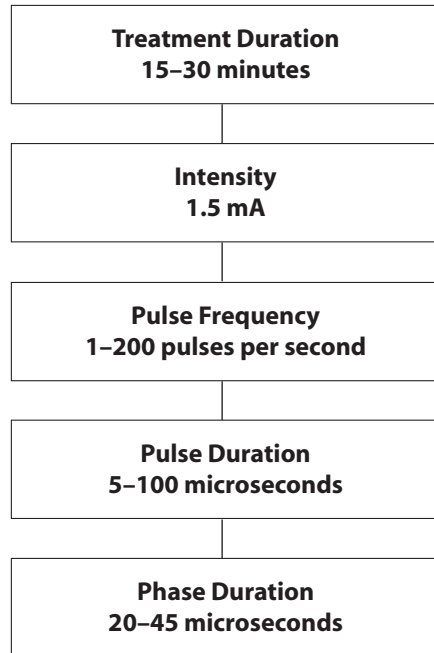 Treatment Duration
15–30 minutes
Intensity
1.5 mA
Pulse Frequency
1–200 pulses per second
Pulse Duration
5–100 microseconds
Phase Duration
20–45 microseconds